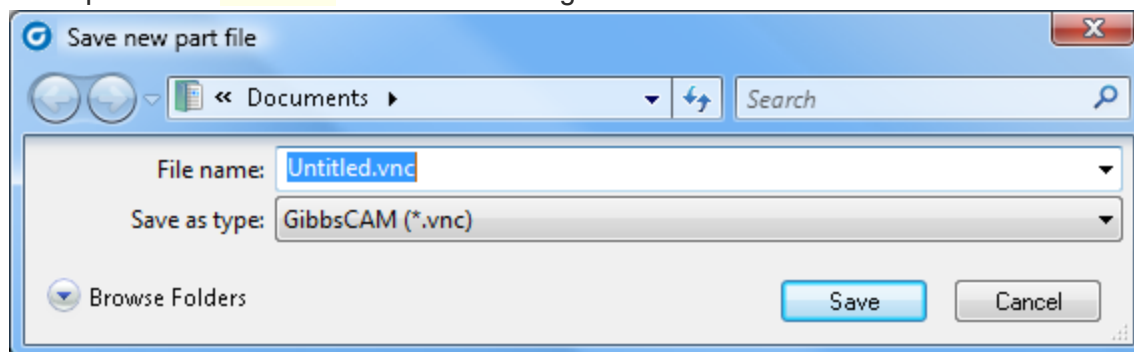 Save new part file
« Documents
Search
File name: Untitled.vnc
Save as type: GibbsCAM (*.vnc)
Browse Folders
Save Cancel